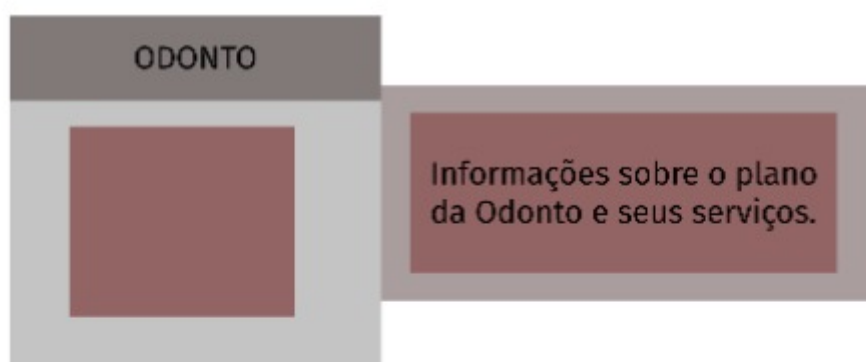 ODONTO
Informações sobre o plano
da Odonto e seus serviços.